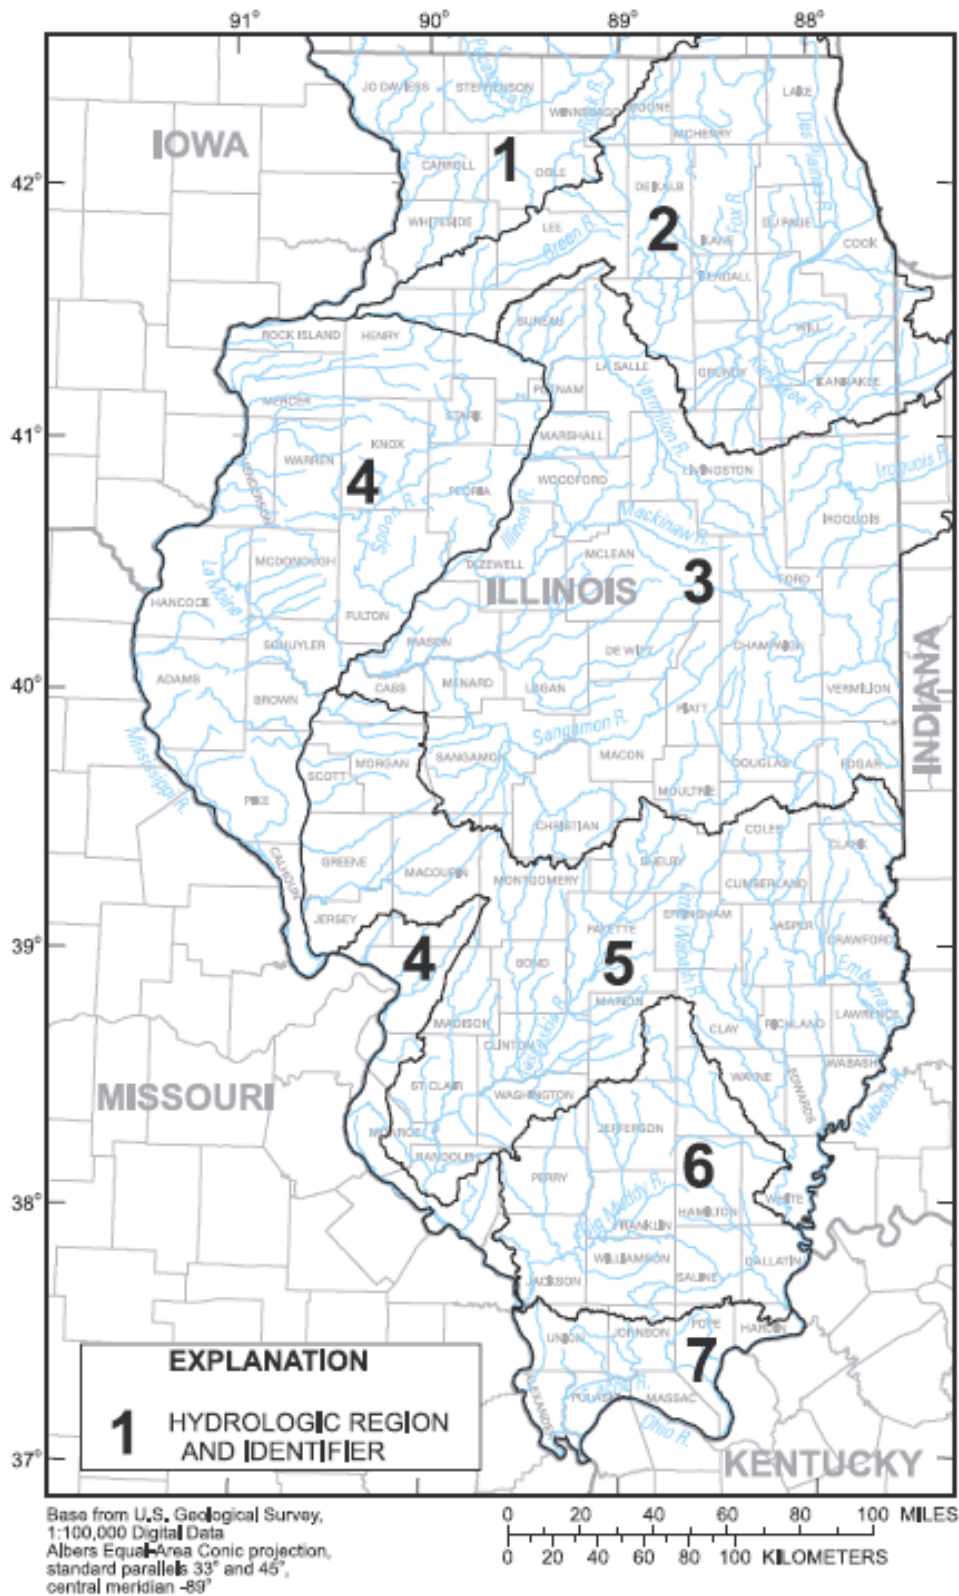 91° 90° 89° 88°
JO DAVIESS STEPHENSON WINNEBAGO BOONE LAKE
Pecatonica R. Rock R.
MCHENRY
Des Plaines R.
IOWA
1
CARROLL OGLE
42°
DE KALB
2
Fox R.
KANE DU PAGE
WHITESIDE LEE
Green R.
COOK
KENDALL
ROCK ISLAND HENRY BUREAU
WILL
LA SALLE GRUNDY
Kankakee R.
KANKAKEE
MERCER PUTNAM
Vermilion R.
STARK
41°
KNOX MARSHALL
WARREN
HENDERSON
4
PEORIA WOODFORD LIVINGSTON
Iroquois R.
Spoon R. Illinois R. Mackinaw R.
IROQUOIS
MCDONOUGH TAZEWELL MCLEAN
La Moine R.
ILLINOIS
3
FORD
HANCOCK
FULTON
SCHUYLER MASON DE WITT CHAMPAIGN
INDIANA
40°
ADAMS BROWN CASS MENARD LOGAN VERMILION
PIATT
Sangamon R.
Mississippi R.
SCOTT MORGAN SANGAMON MACON DOUGLAS EDGAR
PIKE MOULTRIE
CHRISTIAN COLES
CLARK
CALHOUN
GREENE MACOUPIN MONTGOMERY SHELBY
CUMBERLAND
JERSEY
Little Wabash R.
FAYETTE EFFINGHAM JASPER
CRAWFORD
39°
4
BOND
5
Embarras R.
MADISON MARION
Kaskaskia R.
CLAY RICHLAND LAWRENCE
CLINTON
WABASH
MISSOURI
ST CLAIR WASHINGTON WAYNE
EDWARDS
Wabash R.
MONROE JEFFERSON
RANDOLPH PERRY
6
38°
Big Muddy R.
WHITE
HAMILTON
FRANKLIN
WILLIAMSON GALLATIN
JACKSON SALINE
UNION JOHNSON POPE HARDIN
7
ALEXANDER
PULASKI MASSAC
Cache R.
Ohio R.
KENTUCKY
37°
EXPLANATION
1 HYDROLOGIC REGION
AND IDENTIFIER
Base from U.S. Geological Survey,
1:100,000 Digital Data
Albers Equal-Area Conic projection,
standard parallels 33° and 45°,
central meridian -89°
0 20 40 60 80 100 MILES
0 20 40 60 80 100 KILOMETERS